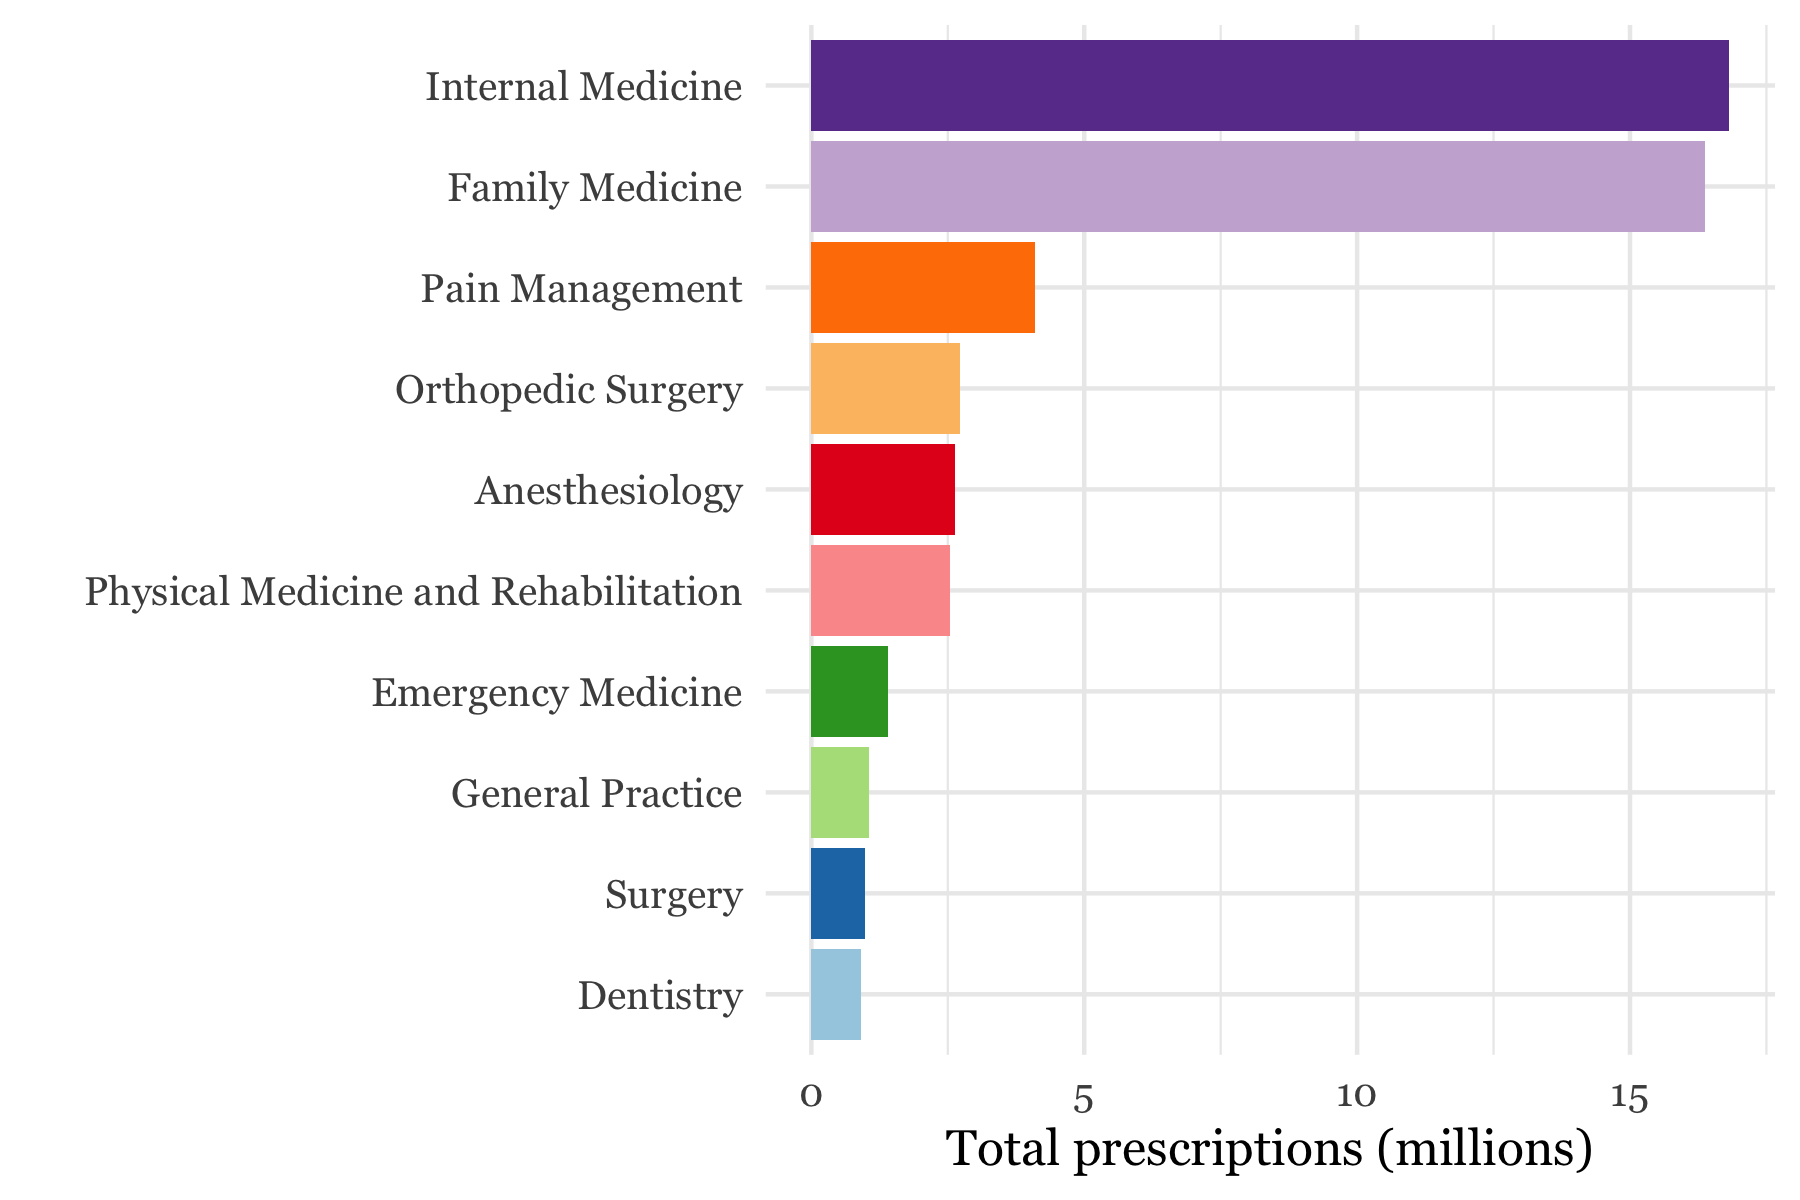 Internal Medicine
Family Medicine
Pain Management
Orthopedic Surgery
Anesthesiology
Physical Medicine and Rehabilitation
Emergency Medicine
General Practice
Surgery
Dentistry
0 5 10 15
Total prescriptions (millions)